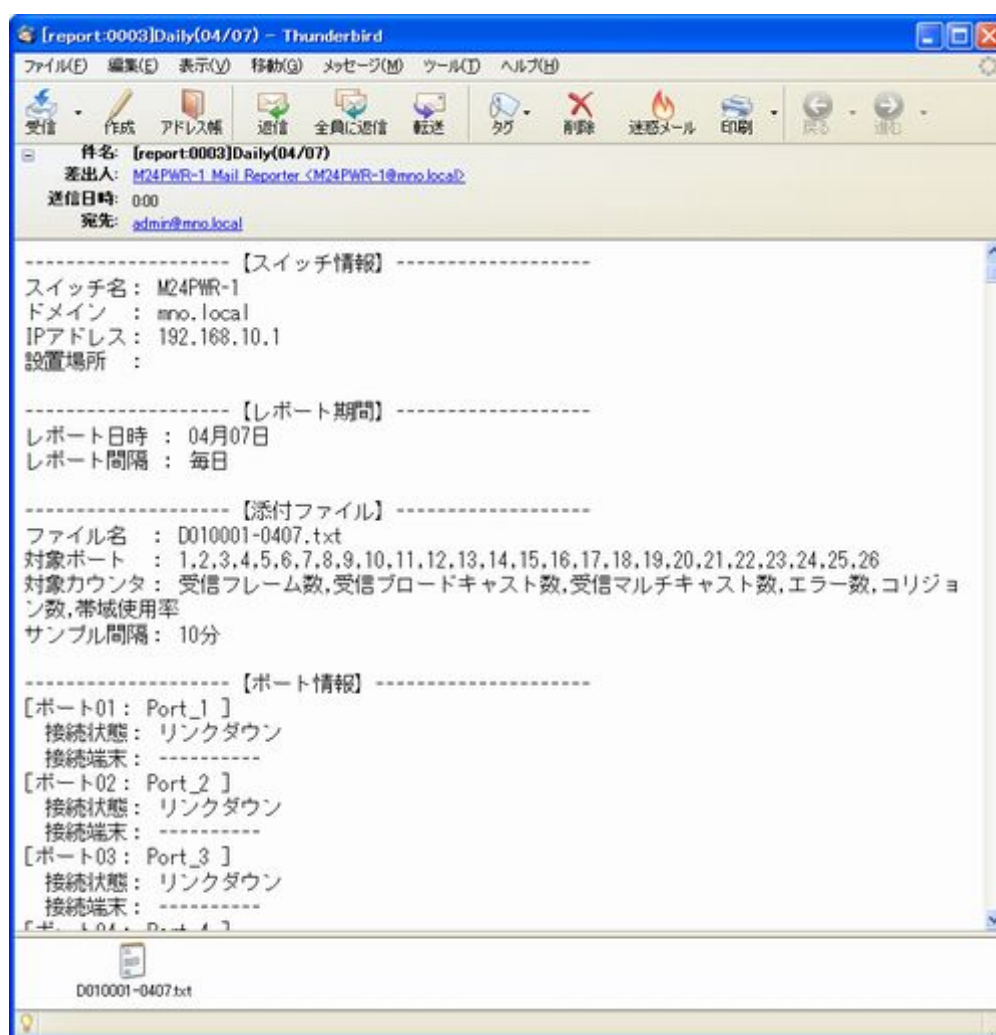 [report:0003]Daily(04/07) - Thunderbird
ファイル(F) 編集(E) 表示(V) 移動(G) メッセージ(M) ツール(T) ヘルプ(H)
受信 作成 アドレス帳 返信 全員に返信 転送 タグ 削除 迷惑メール 印刷 戻る 進む
件名: [report:0003]Daily(04/07)
差出人: M24PWR-1 Mail Reporter <M24PWR-1@mno.local>
送信日時: 0:00
宛先: admin@mno.local
-------------------- 【スイッチ情報】 -------------------
スイッチ名: M24PWR-1
ドメイン : mno.local
IPアドレス: 192.168.10.1
設置場所 :
-------------------- 【レポート期間】 -------------------
レポート日時 : 04月07日
レポート間隔 : 毎日
-------------------- 【添付ファイル】 -------------------
ファイル名 : D010001-0407.txt
対象ポート : 1,2,3,4,5,6,7,8,9,10,11,12,13,14,15,16,17,18,19,20,21,22,23,24,25,26
対象カウンタ: 受信フレーム数,受信ブロードキャスト数,受信マルチキャスト数,エラー数,コリジョ
ン数,帯域使用率
サンプル間隔: 10分
-------------------- 【ポート情報】 ---------------------
[ポート01: Port_1 ]
接続状態: リンクダウン
接続端末: ----------
[ポート02: Port_2 ]
接続状態: リンクダウン
接続端末: ----------
[ポート03: Port_3 ]
接続状態: リンクダウン
接続端末: ----------
[ポート04: Port_4 ]
D010001-0407.txt